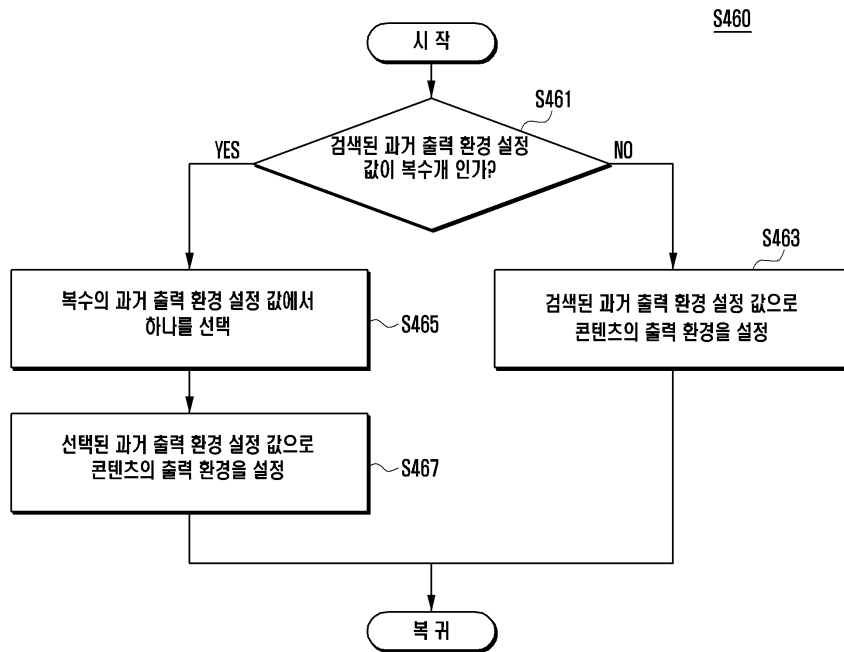 S460
시 작
S461
검색된 과거 출력 환경 설정
값이 복수개 인가?
YES
NO
S463
검색된 과거 출력 환경 설정 값으로
콘텐츠의 출력 환경을 설정
복수의 과거 출력 환경 설정 값에서
하나를 선택
S465
선택된 과거 출력 환경 설정 값으로
콘텐츠의 출력 환경을 설정
S467
복 귀